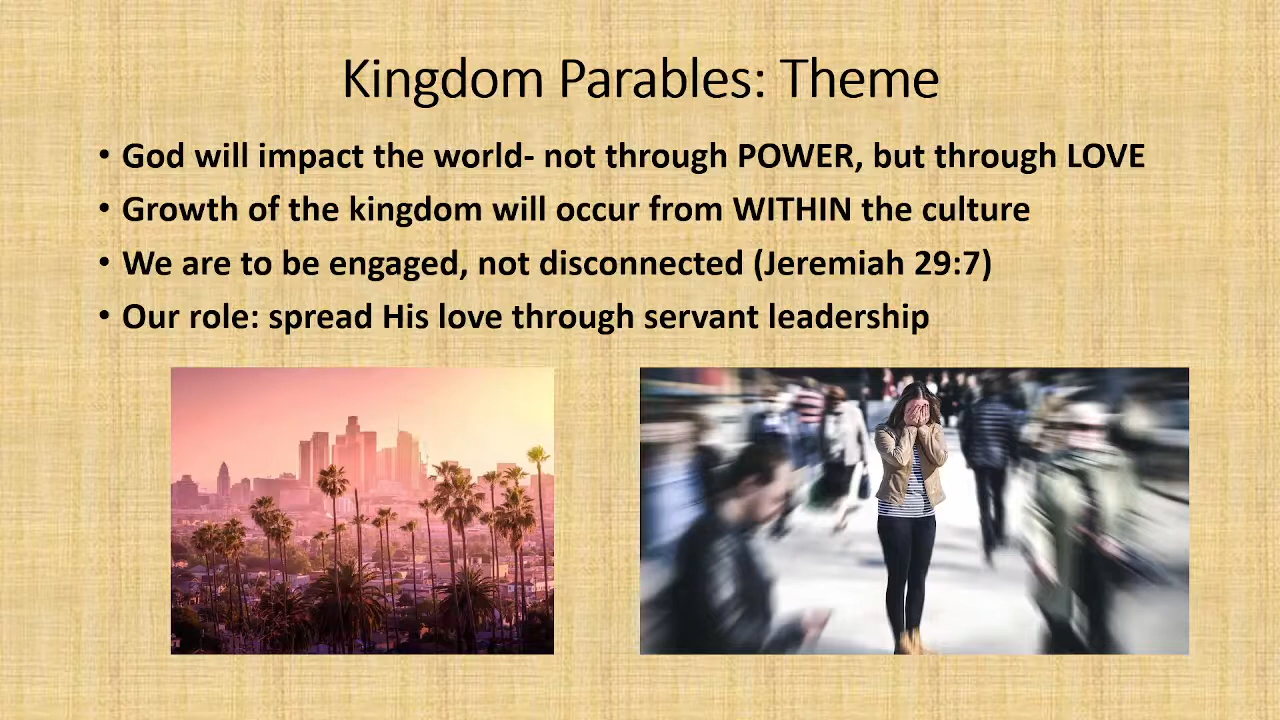 Kingdom Parables: Theme
• God will impact the world- not through POWER, but through LOVE
• Growth of the kingdom will occur from WITHIN the culture
• We are to be engaged, not disconnected (Jeremiah 29:7)
• Our role: spread His love through servant leadership